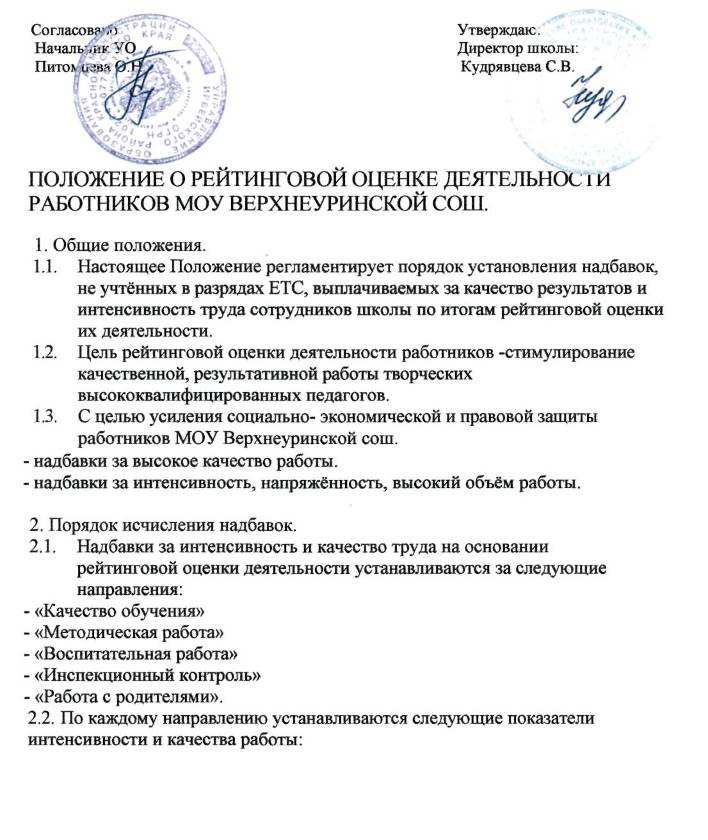 Согласовано Утверждаю:
Начальник УО Директор школы:
Питомцева О.Н Кудрявцева С.В.
ПОЛОЖЕНИЕ О РЕЙТИНГОВОЙ ОЦЕНКЕ ДЕЯТЕЛЬНОСТИ
РАБОТНИКОВ МОУ ВЕРХНЕУРИНСКОЙ СОШ.
1. Общие положения.
1.1. Настоящее Положение регламентирует порядок установления надбавок,
не учтённых в разрядах ЕТС, выплачиваемых за качество результатов и
интенсивность труда сотрудников школы по итогам рейтинговой оценки
их деятельности.
1.2. Цель рейтинговой оценки деятельности работников -стимулирование
качественной, результативной работы творческих
высококвалифицированных педагогов.
1.3. С целью усиления социально- экономической и правовой защиты
работников МОУ Верхнеуринской сош.
- надбавки за высокое качество работы.
- надбавки за интенсивность, напряжённость, высокий объём работы.
2. Порядок исчисления надбавок.
2.1. Надбавки за интенсивность и качество труда на основании
рейтинговой оценки деятельности устанавливаются за следующие
направления:
- «Качество обучения»
- «Методическая работа»
- «Воспитательная работа»
- «Инспекционный контроль»
- «Работа с родителями».
2.2. По каждому направлению устанавливаются следующие показатели
интенсивности и качества работы: